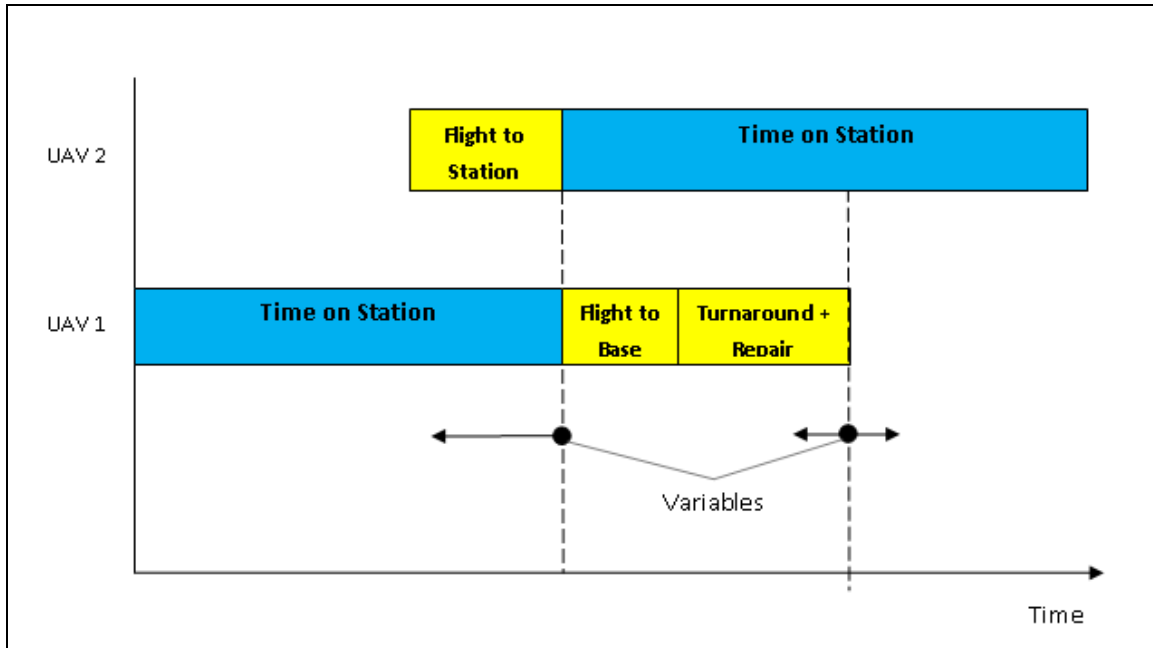 UAV 2
Flight to
Station
Time on Station
UAV 1
Time on Station
Flight to
Base
Turnaround +
Repair
Variables
Time